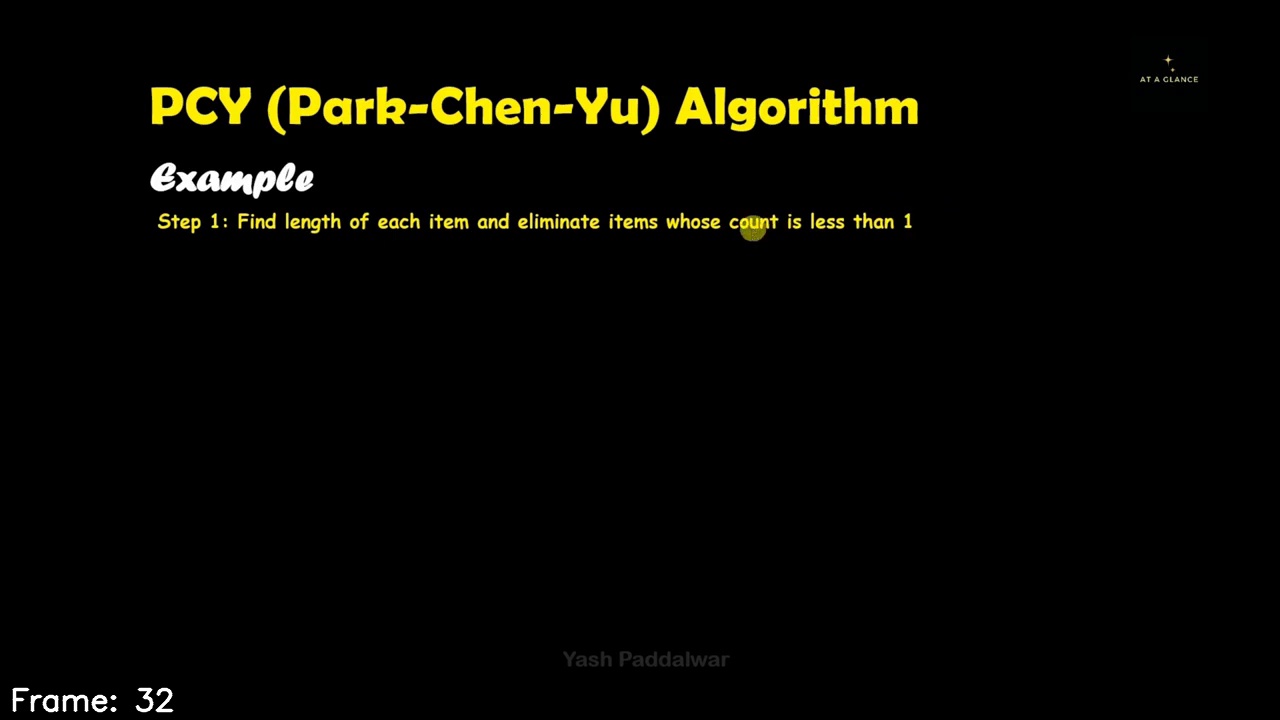 AT A GLANCE
PCY (Park-Chen-Yu) Algorithm
Example
Step 1: Find length of each item and eliminate items whose count is less than 1
Yash Paddalwar
Frame: 32